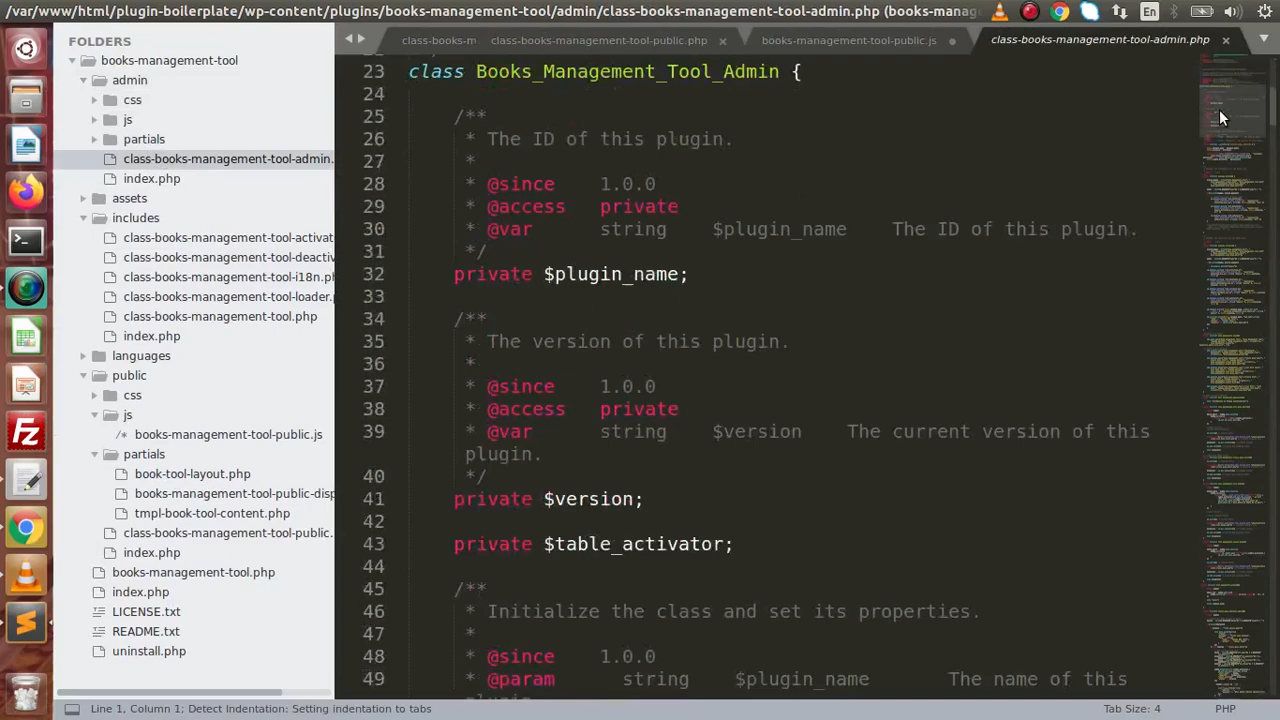 /var/www/html/plugin-boilerplate/wp-content/plugins/books-management-tool/admin/class-books-management-tool-admin.php (books-manag
En
FOLDERS
books-management-tool
admin
css
js
partials
class-books-management-tool-admin.
index.php
assets
includes
class-books-management-tool-activat
class-books-management-tool-deactiv
class-books-management-tool-i18n.ph
class-books-management-tool-loader.
class-books-management-tool.php
index.php
languages
public
css
js
/* books-management-tool-public.js
partials
book-tool-layout.php
books-management-tool-public-disp
tmpl-book-tool-content.php
class-books-management-tool-public.
index.php
books-management-tool.php
index.php
LICENSE.txt
README.txt
uninstall.php
class-books-m
class-books-management-tool-public.php
books-management-tool-public.js
class-books-management-tool-admin.php
23 class Books_Management_Tool_Admin {
24
25 /**
26 * The ID of this plugin.
27 *
28 * @since 1.0.0
29 * @access private
30 * @var string $plugin_name The ID of this plugin.
31 */
32 private $plugin_name;
33
34 /**
35 * The version of this plugin.
36 *
37 * @since 1.0.0
38 * @access private
39 * @var string $version The current version of this
plugin.
40 */
41 private $version;
42
43 private $table_activator;
44
45 /**
46 * Initialize the class and set its properties.
47 *
48 * @since 1.0.0
49 * @param string $plugin_name The name of this
plugin.
Line 1, Column 1; Detect Indentation: Setting indentation to tabs
Tab Size: 4
PHP